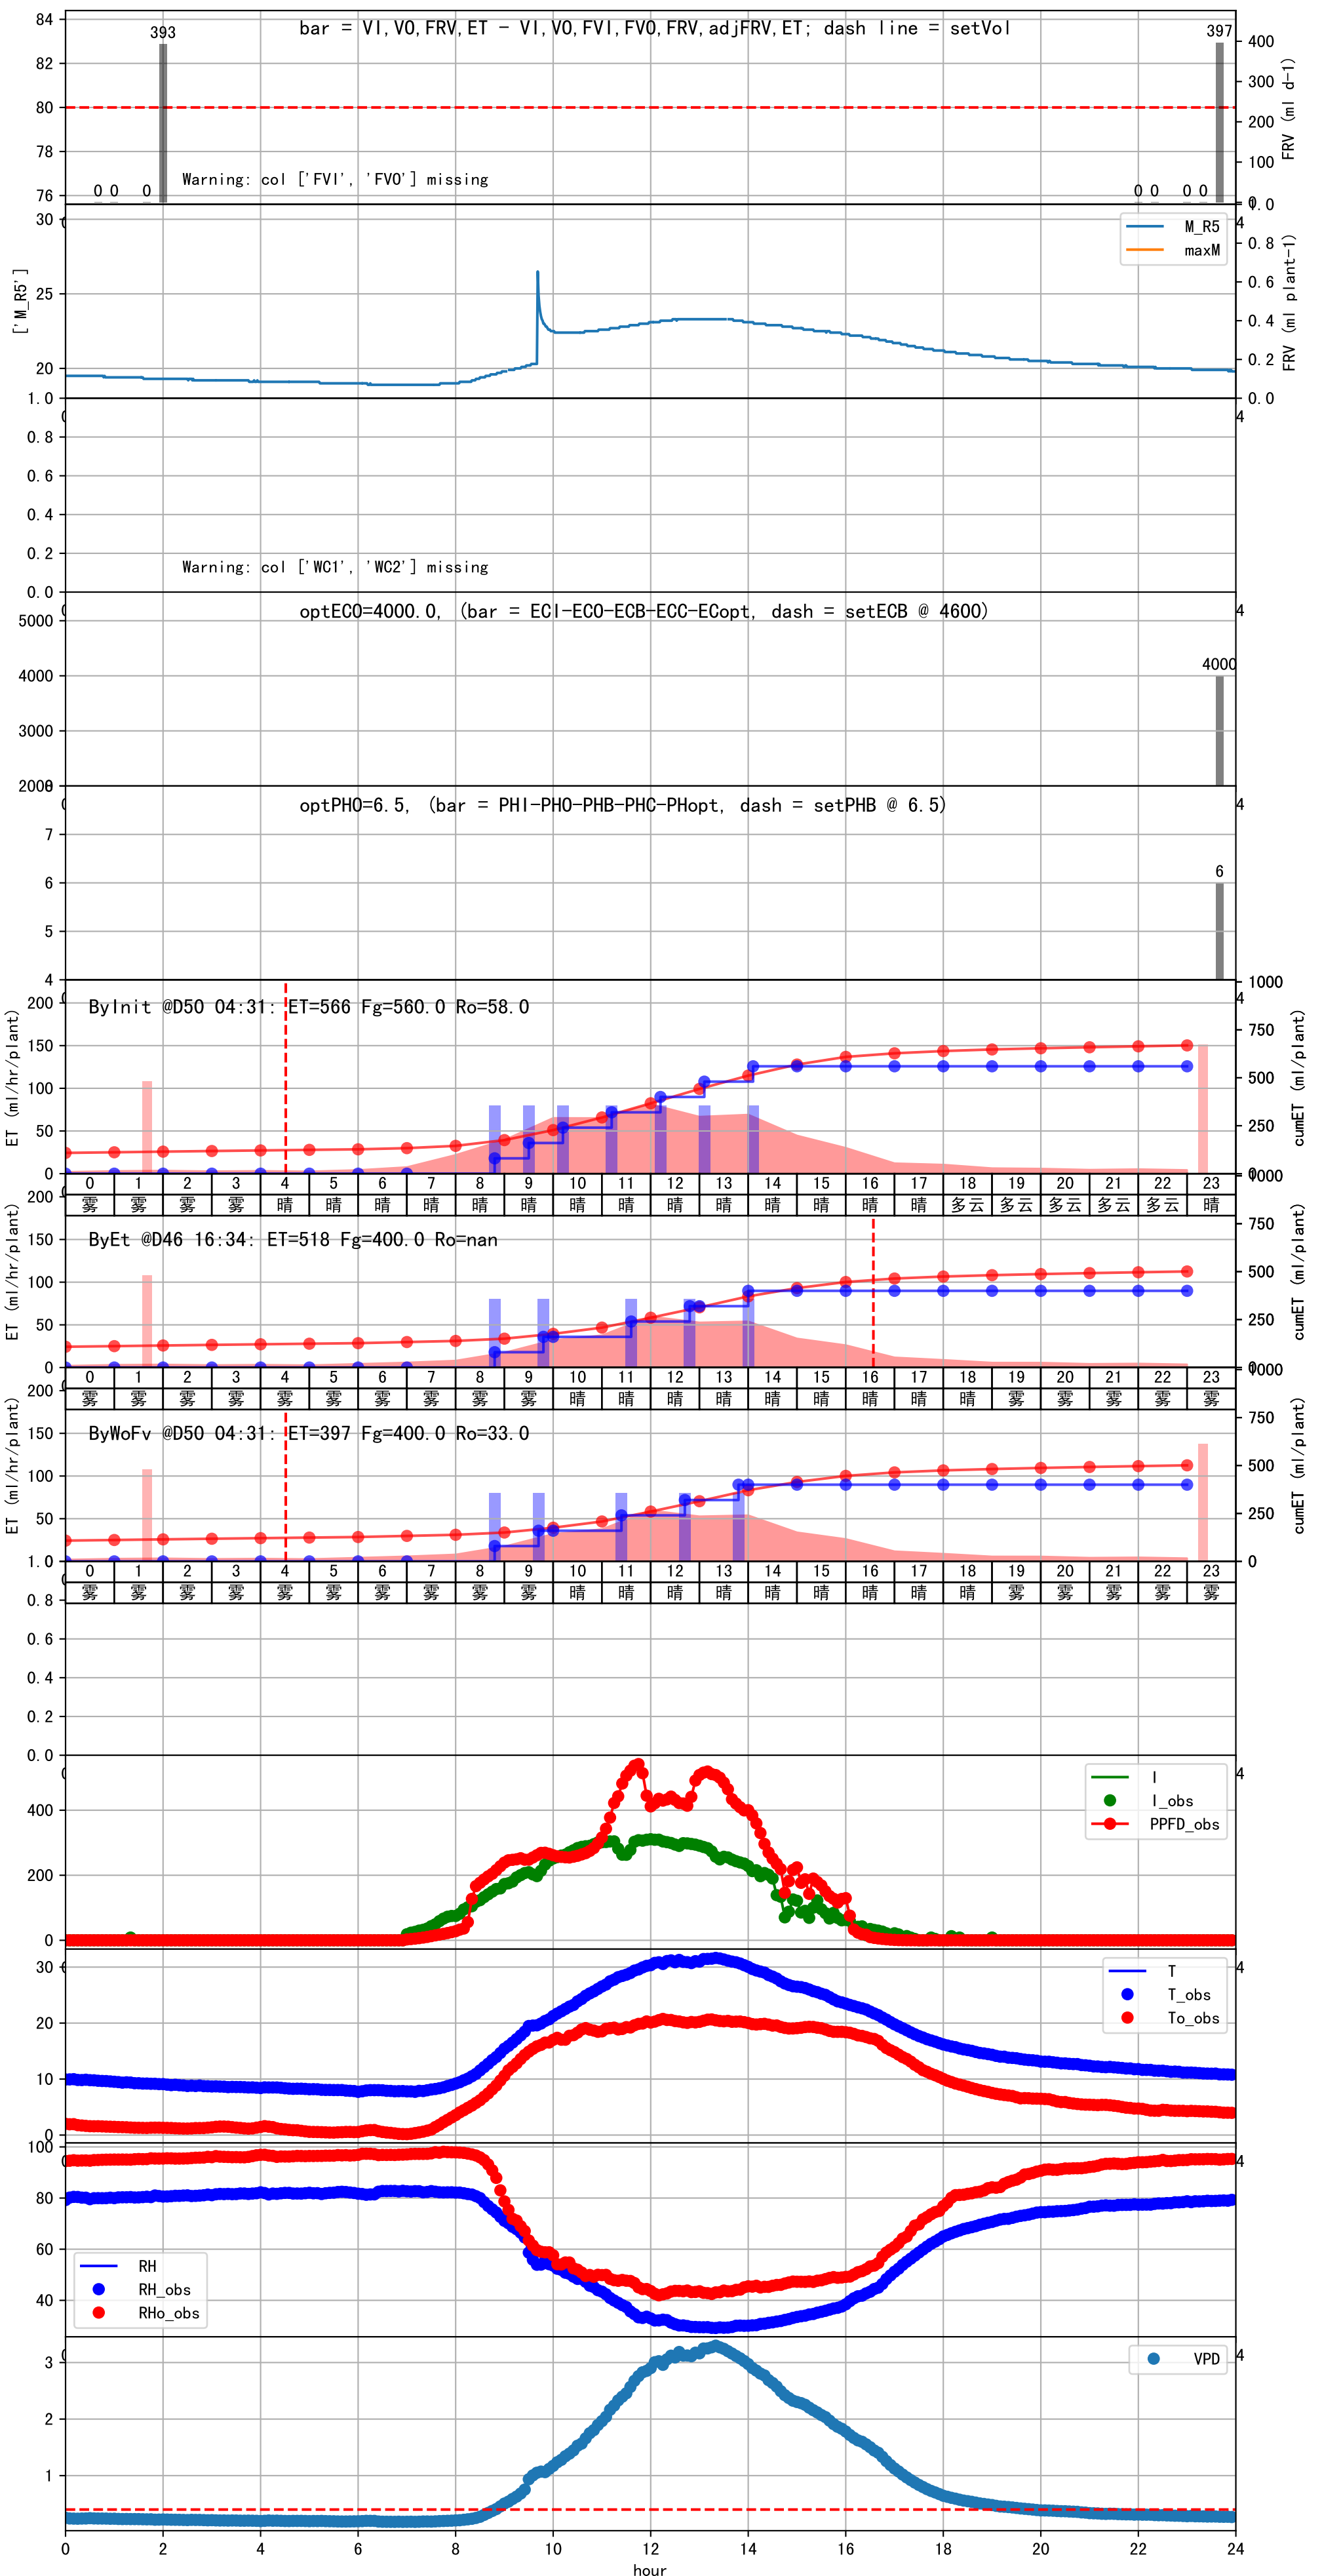 bar = VI,VO,FRV,ET - VI,VO,FVI,FVO,FRV,adjFRV,ET; dash line = setVol
84
82
80
78
76
393
397
0 0 0
0 0 0 0
Warning: col ['FVI', 'FVO'] missing
400
300
200
100
0
FRV (ml d-1)
30
25
20
['M_R5']
M_R5
maxM
1.0
0.8
0.6
0.4
0.2
0.0
FRV (ml plant-1)
4
1.0
0.8
0.6
0.4
0.2
0.0
Warning: col ['WC1', 'WC2'] missing
4
optECO=4000.0, (bar = ECI-ECO-ECB-ECC-ECopt, dash = setECB @ 4600)
5000
4000
3000
2000
4000
4
optPHO=6.5, (bar = PHI-PHO-PHB-PHC-PHopt, dash = setPHB @ 6.5)
7
6
5
4
6
4
ByInit @D50 04:31: ET=566 Fg=560.0 Ro=58.0
200
150
100
50
0
ET (ml/hr/plant)
1000
750
500
250
0
cumET (ml/plant)
4
0 1 2 3 4 5 6 7 8 9 10 11 12 13 14 15 16 17 18 19 20 21 22 23
雾 雾 雾 雾 晴 晴 晴 晴 晴 晴 晴 晴 晴 晴 晴 晴 晴 晴 多云 多云 多云 多云 多云 晴
ByEt @D46 16:34: ET=518 Fg=400.0 Ro=nan
200
150
100
50
0
ET (ml/hr/plant)
1000
750
500
250
0
cumET (ml/plant)
0 1 2 3 4 5 6 7 8 9 10 11 12 13 14 15 16 17 18 19 20 21 22 23
雾 雾 雾 雾 雾 雾 雾 雾 雾 雾 晴 晴 晴 晴 晴 晴 晴 晴 晴 雾 雾 雾 雾 雾
ByWoFv @D50 04:31: ET=397 Fg=400.0 Ro=33.0
200
150
100
50
ET (ml/hr/plant)
1000
750
500
250
0
cumET (ml/plant)
0 1 2 3 4 5 6 7 8 9 10 11 12 13 14 15 16 17 18 19 20 21 22 23
雾 雾 雾 雾 雾 雾 雾 雾 雾 雾 晴 晴 晴 晴 晴 晴 晴 晴 晴 雾 雾 雾 雾 雾
1.0
0.8
0.6
0.4
0.2
0.0
400
200
0
I
I_obs
PPFD_obs
4
30
20
10
0
T
T_obs
To_obs
4
100
80
60
40
RH
RH_obs
RHo_obs
4
3
2
1
VPD
4
0 2 4 6 8 10 12 14 16 18 20 22 24
hour